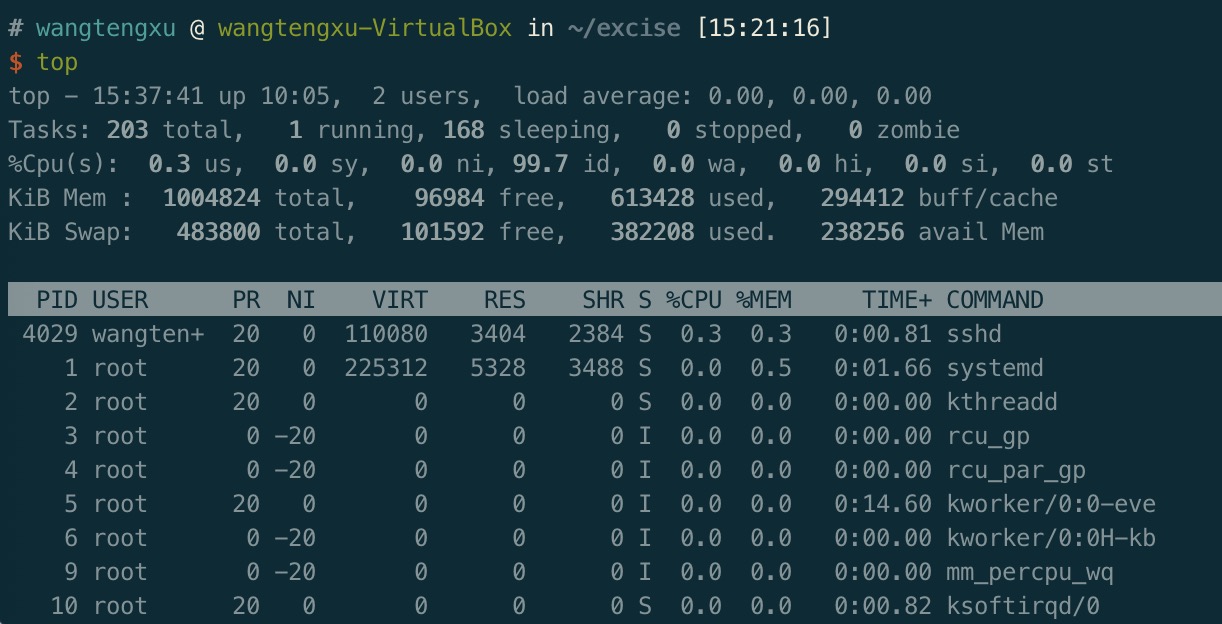 # wangtengxu @ wangtengxu-VirtualBox in ~/excise [15:21:16]
$ top
top - 15:37:41 up 10:05,  2 users,  load average: 0.00, 0.00, 0.00
Tasks: 203 total,   1 running, 168 sleeping,   0 stopped,   0 zombie
%Cpu(s):  0.3 us,  0.0 sy,  0.0 ni, 99.7 id,  0.0 wa,  0.0 hi,  0.0 si,  0.0 st
KiB Mem :  1004824 total,    96984 free,   613428 used,   294412 buff/cache
KiB Swap:   483800 total,   101592 free,   382208 used.   238256 avail Mem
  PID USER      PR  NI    VIRT    RES    SHR S %CPU %MEM     TIME+ COMMAND
 4029 wangten+  20   0  110080   3404   2384 S  0.3  0.3   0:00.81 sshd
    1 root      20   0  225312   5328   3488 S  0.0  0.5   0:01.66 systemd
    2 root      20   0       0      0      0 S  0.0  0.0   0:00.00 kthreadd
    3 root       0 -20       0      0      0 I  0.0  0.0   0:00.00 rcu_gp
    4 root       0 -20       0      0      0 I  0.0  0.0   0:00.00 rcu_par_gp
    5 root      20   0       0      0      0 I  0.0  0.0   0:14.60 kworker/0:0-eve
    6 root       0 -20       0      0      0 I  0.0  0.0   0:00.00 kworker/0:0H-kb
    9 root       0 -20       0      0      0 I  0.0  0.0   0:00.00 mm_percpu_wq
   10 root      20   0       0      0      0 S  0.0  0.0   0:00.82 ksoftirqd/0